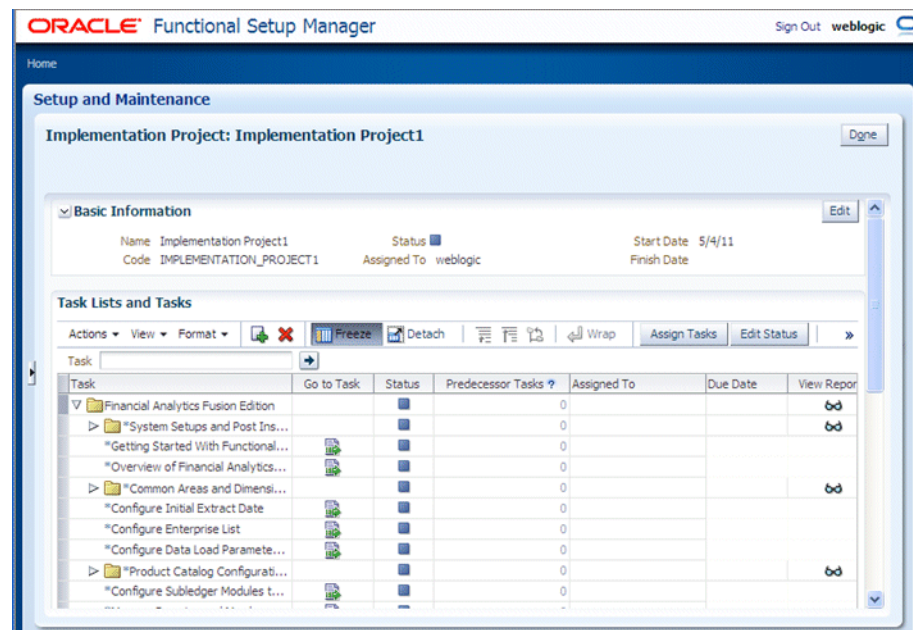 ORACLE® Functional Setup Manager Sign Out weblogic
Home
Setup and Maintenance
Implementation Project: Implementation Project1 Done
Basic Information Edit
Name Implementation Project1 Status Start Date 5/4/11
Code IMPLEMENTATION_PROJECT1 Assigned To weblogic Finish Date
Task Lists and Tasks
Actions View Format Freeze Detach Wrap Assign Tasks Edit Status »
Task
Task Go to Task Status Predecessor Tasks ? Assigned To Due Date View Repor
Financial Analytics Fusion Edition 0
*System Setups and Post Ins... 0
*Getting Started With Functional... 0
*Overview of Financial Analytics... 0
*Common Areas and Dimensi... 0
*Configure Initial Extract Date 0
*Configure Enterprise List 0
*Configure Data Load Paramete... 0
*Product Catalog Configurati... 0
*Configure Subledger Modules t... 0